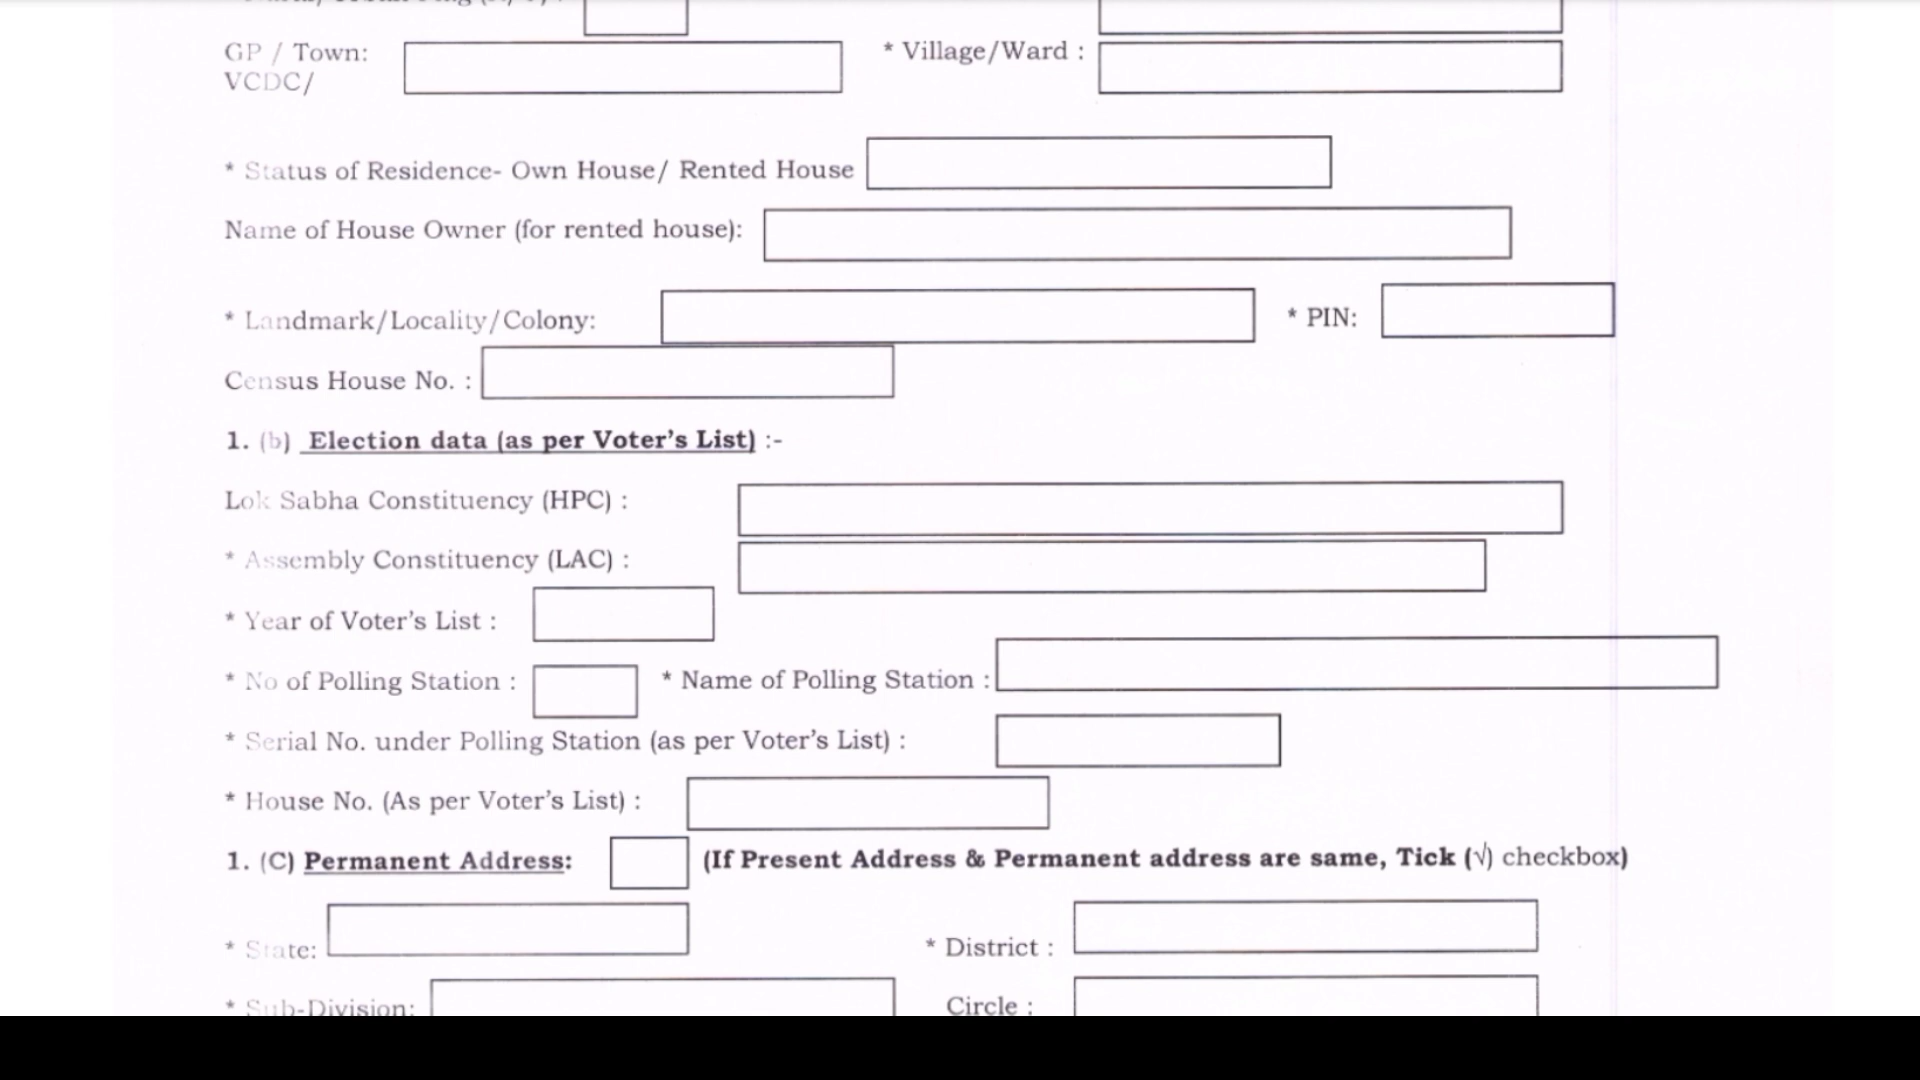 GP / Town:
VCDC/
* Village/Ward :
* Status of Residence- Own House/ Rented House
Name of House Owner (for rented house):
* Landmark/Locality/Colony:
* PIN:
Census House No. :
1. (b) Election data (as per Voter's List) :-
Lok Sabha Constituency (HPC) :
* Assembly Constituency (LAC) :
* Year of Voter's List :
* No of Polling Station : * Name of Polling Station :
* Serial No. under Polling Station (as per Voter's List) :
* House No. (As per Voter's List) :
1. (C) Permanent Address: (If Present Address & Permanent address are same, Tick (√) checkbox)
* State: * District :
* Sub-Division: Circle :